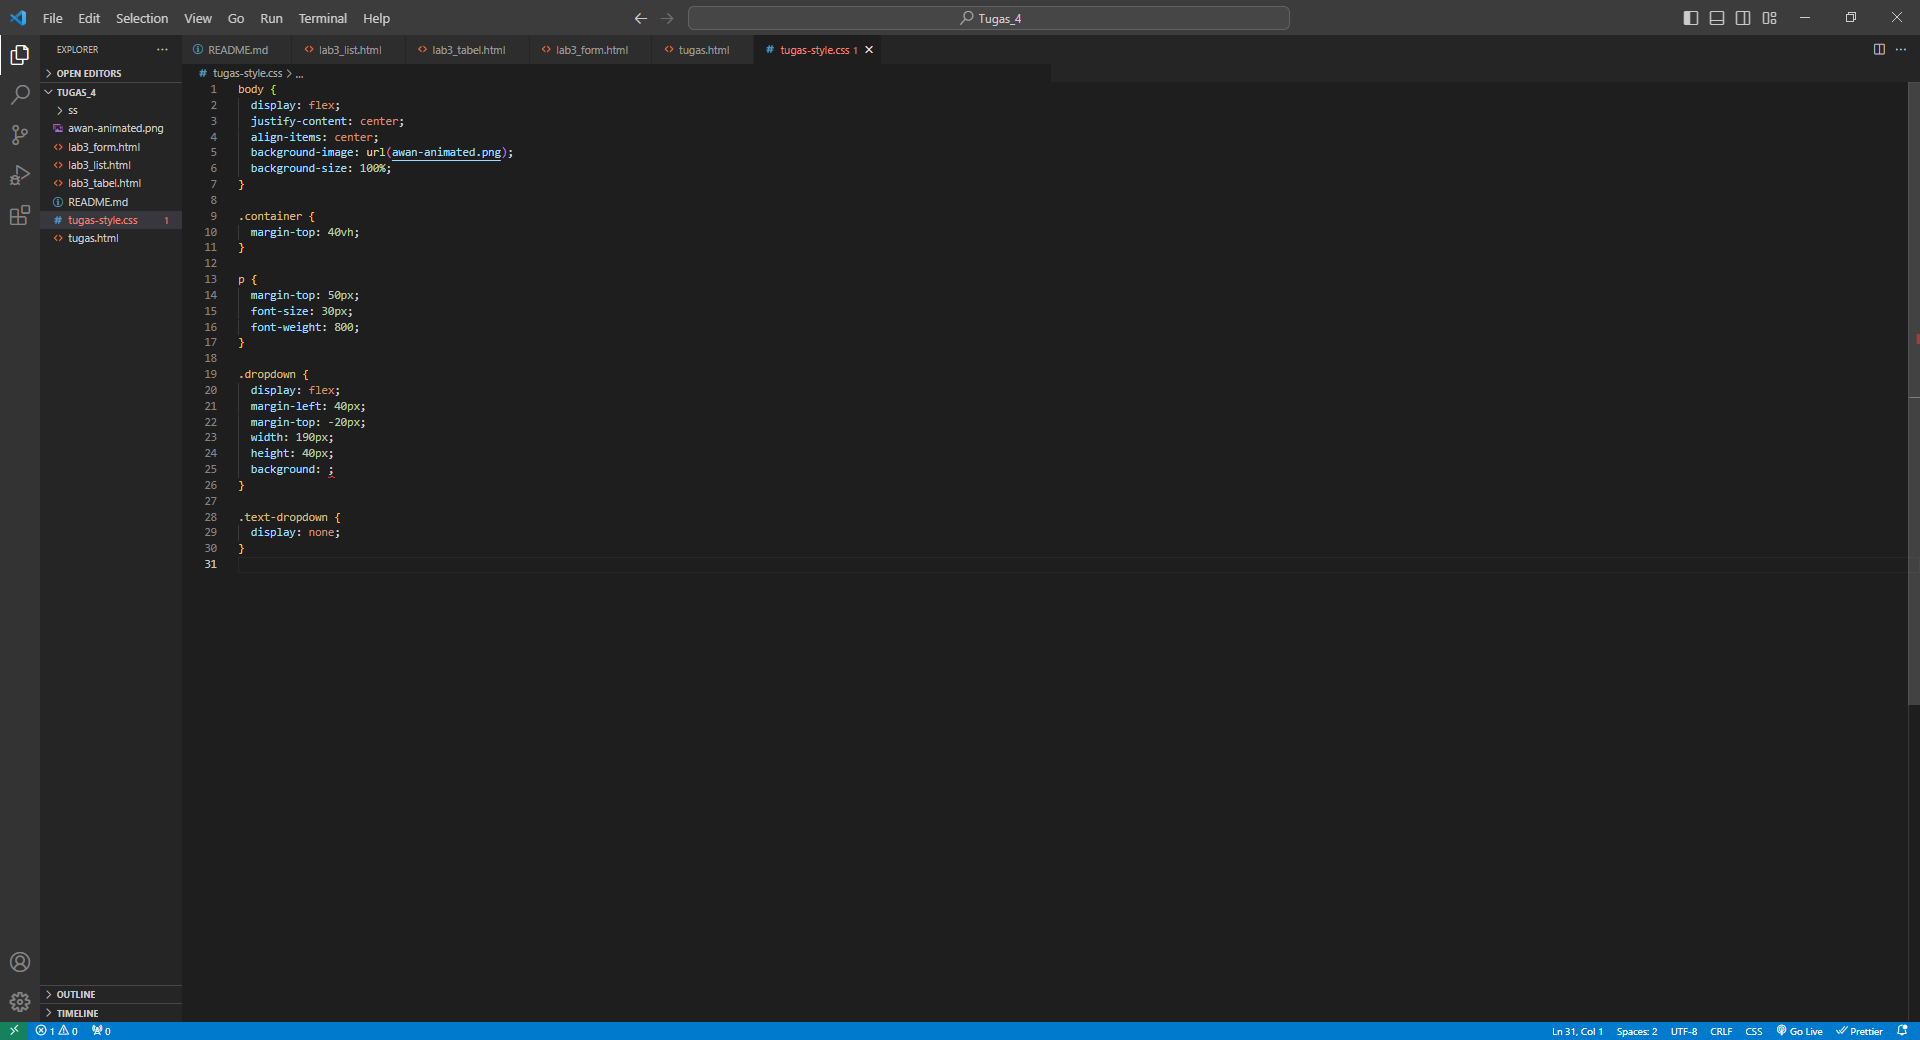 File Edit Selection View Go Run Terminal Help
Tugas_4
EXPLORER
README.md lab3_list.html lab3_tabel.html lab3_form.html tugas.html tugas-style.css 1
OPEN EDITORS
TUGAS_4
ss
awan-animated.png
lab3_form.html
lab3_list.html
lab3_tabel.html
README.md
tugas-style.css 1
tugas.html
OUTLINE
TIMELINE
# tugas-style.css > ...
1 body {
2 display: flex;
3 justify-content: center;
4 align-items: center;
5 background-image: url(awan-animated.png);
6 background-size: 100%;
7 }
8
9 .container {
10 margin-top: 40vh;
11 }
12
13 p {
14 margin-top: 50px;
15 font-size: 30px;
16 font-weight: 800;
17 }
18
19 .dropdown {
20 display: flex;
21 margin-left: 40px;
22 margin-top: -20px;
23 width: 190px;
24 height: 40px;
25 background: ;
26 }
27
28 .text-dropdown {
29 display: none;
30 }
31
1 0 0 Ln 31, Col 1 Spaces: 2 UTF-8 CRLF CSS Go Live Prettier